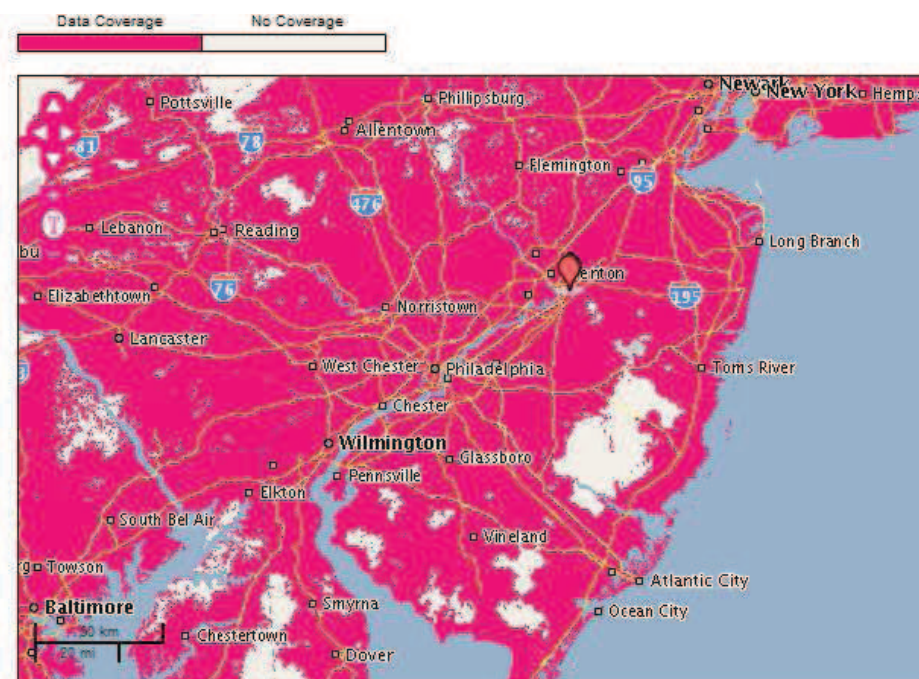 Data Coverage No Coverage
Newark
New York
Hemps
Pottsville
Phillipsburg
Allentown
81
78
Flemington
95
476
T
Lebanon
Reading
Long Branch
bu
enton
Elizabethtown
76
195
Norristown
Lancaster
West Chester
Philadelphia
Toms River
Chester
Wilmington
Glassboro
Pennsville
Elkton
South Bel Air
Vineland
Towson
Atlantic City
Baltimore
Smyrna
Ocean City
Chestertown
Dover